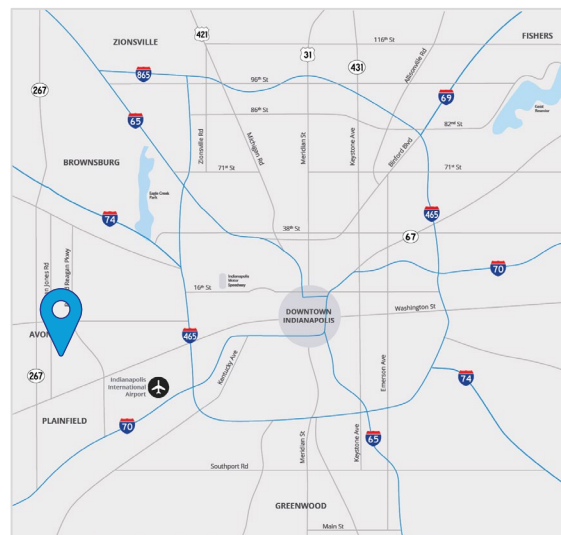 ZIONSVILLE
421
31
431
116th St
FISHERS
Allisonville Rd
865
96th St
69
267
65
86th St
82nd St
Geist
Reservoir
Zionsville Rd
Michigan Rd
Meridian St
Keystone Ave
Binford Blvd
BROWNSBURG
71st St
71st St
Eagle Creek
Park
74
465
38th St
67
70
Jones Rd
Reagan Pkwy
Indianapolis
Motor
Speedway
16th St
DOWNTOWN
INDIANAPOLIS
Washington St
465
267
Indianapolis
International
Airport
Kentucky Ave
Emerson Ave
74
PLAINFIELD
70
65
Meridian St
Keystone Ave
Southport Rd
GREENWOOD
Main St